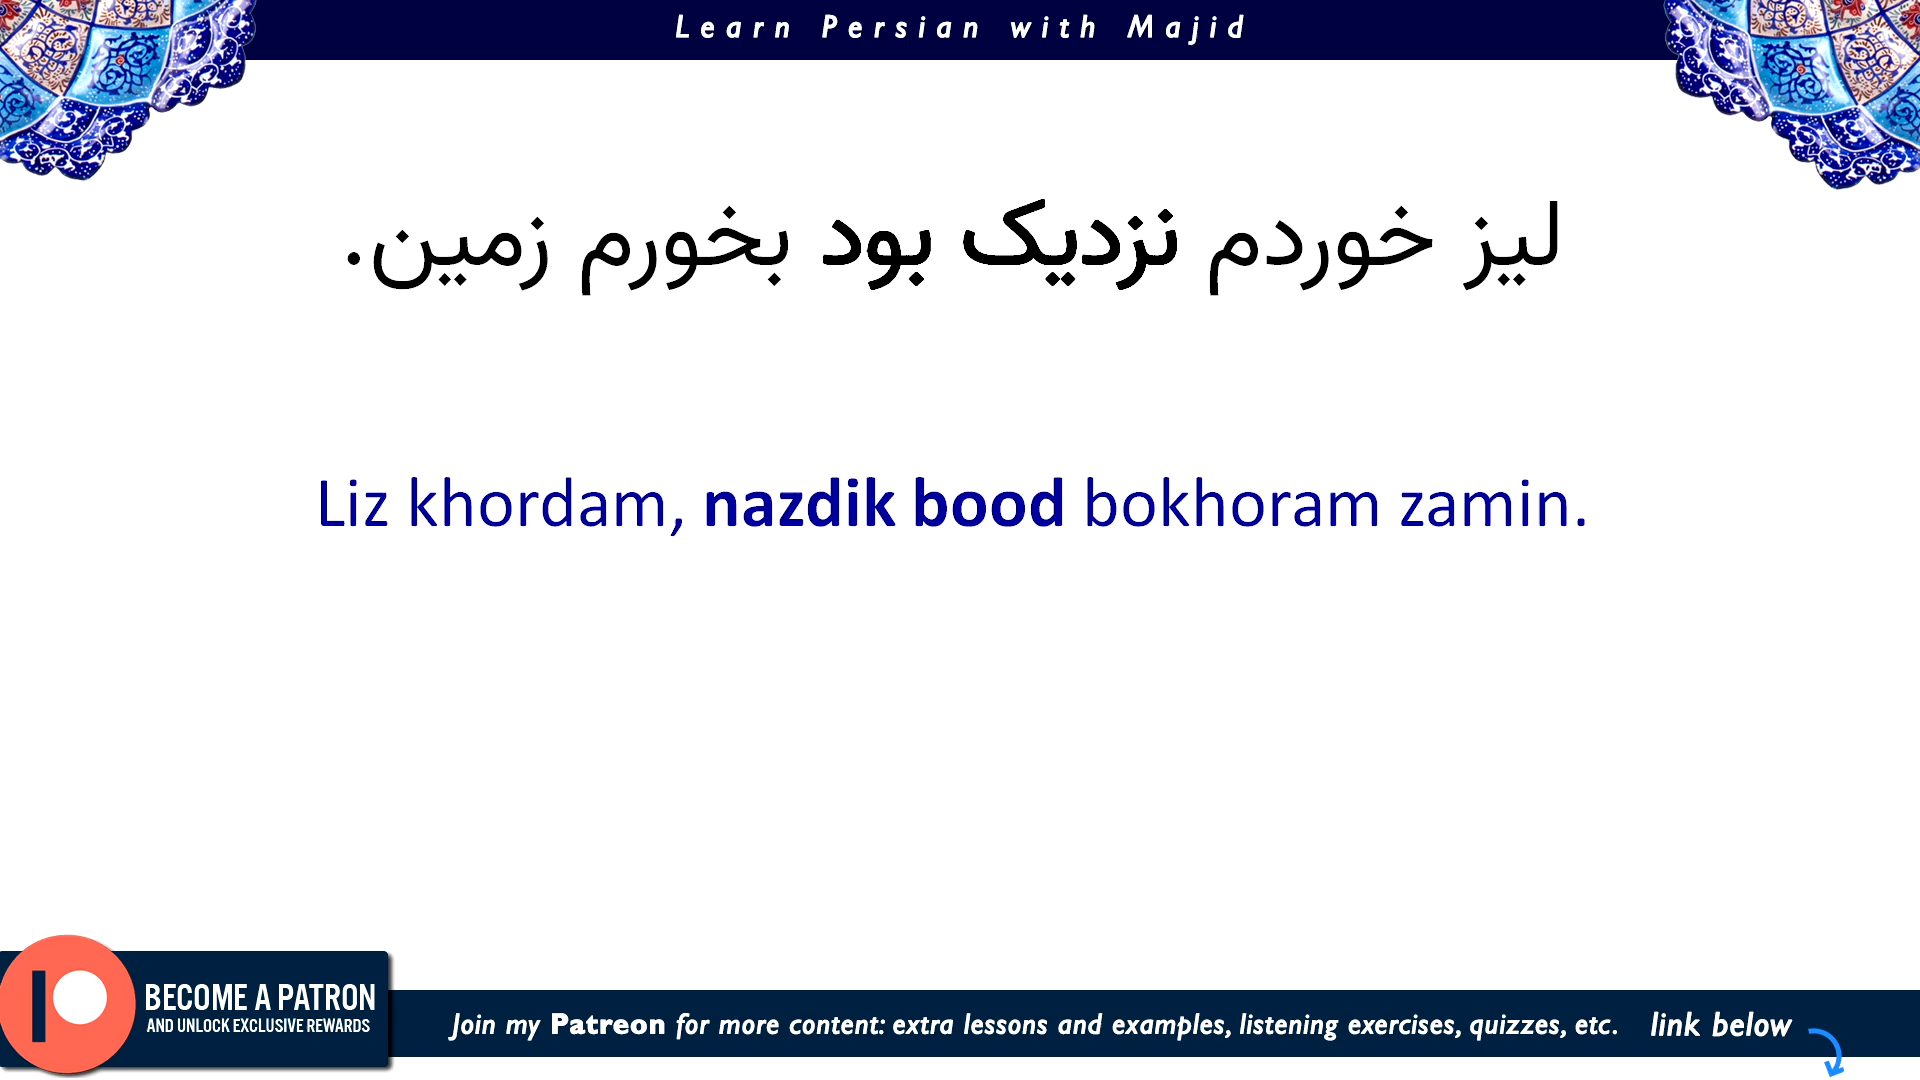 Learn Persian with Majid
لیز خوردم نزدیک بود بخورم زمین.
Liz khordam, nazdik bood bokhoram zamin.
BECOME A PATRON
AND UNLOCK EXCLUSIVE REWARDS
Join my Patreon for more content: extra lessons and examples, listening exercises, quizzes, etc. link below